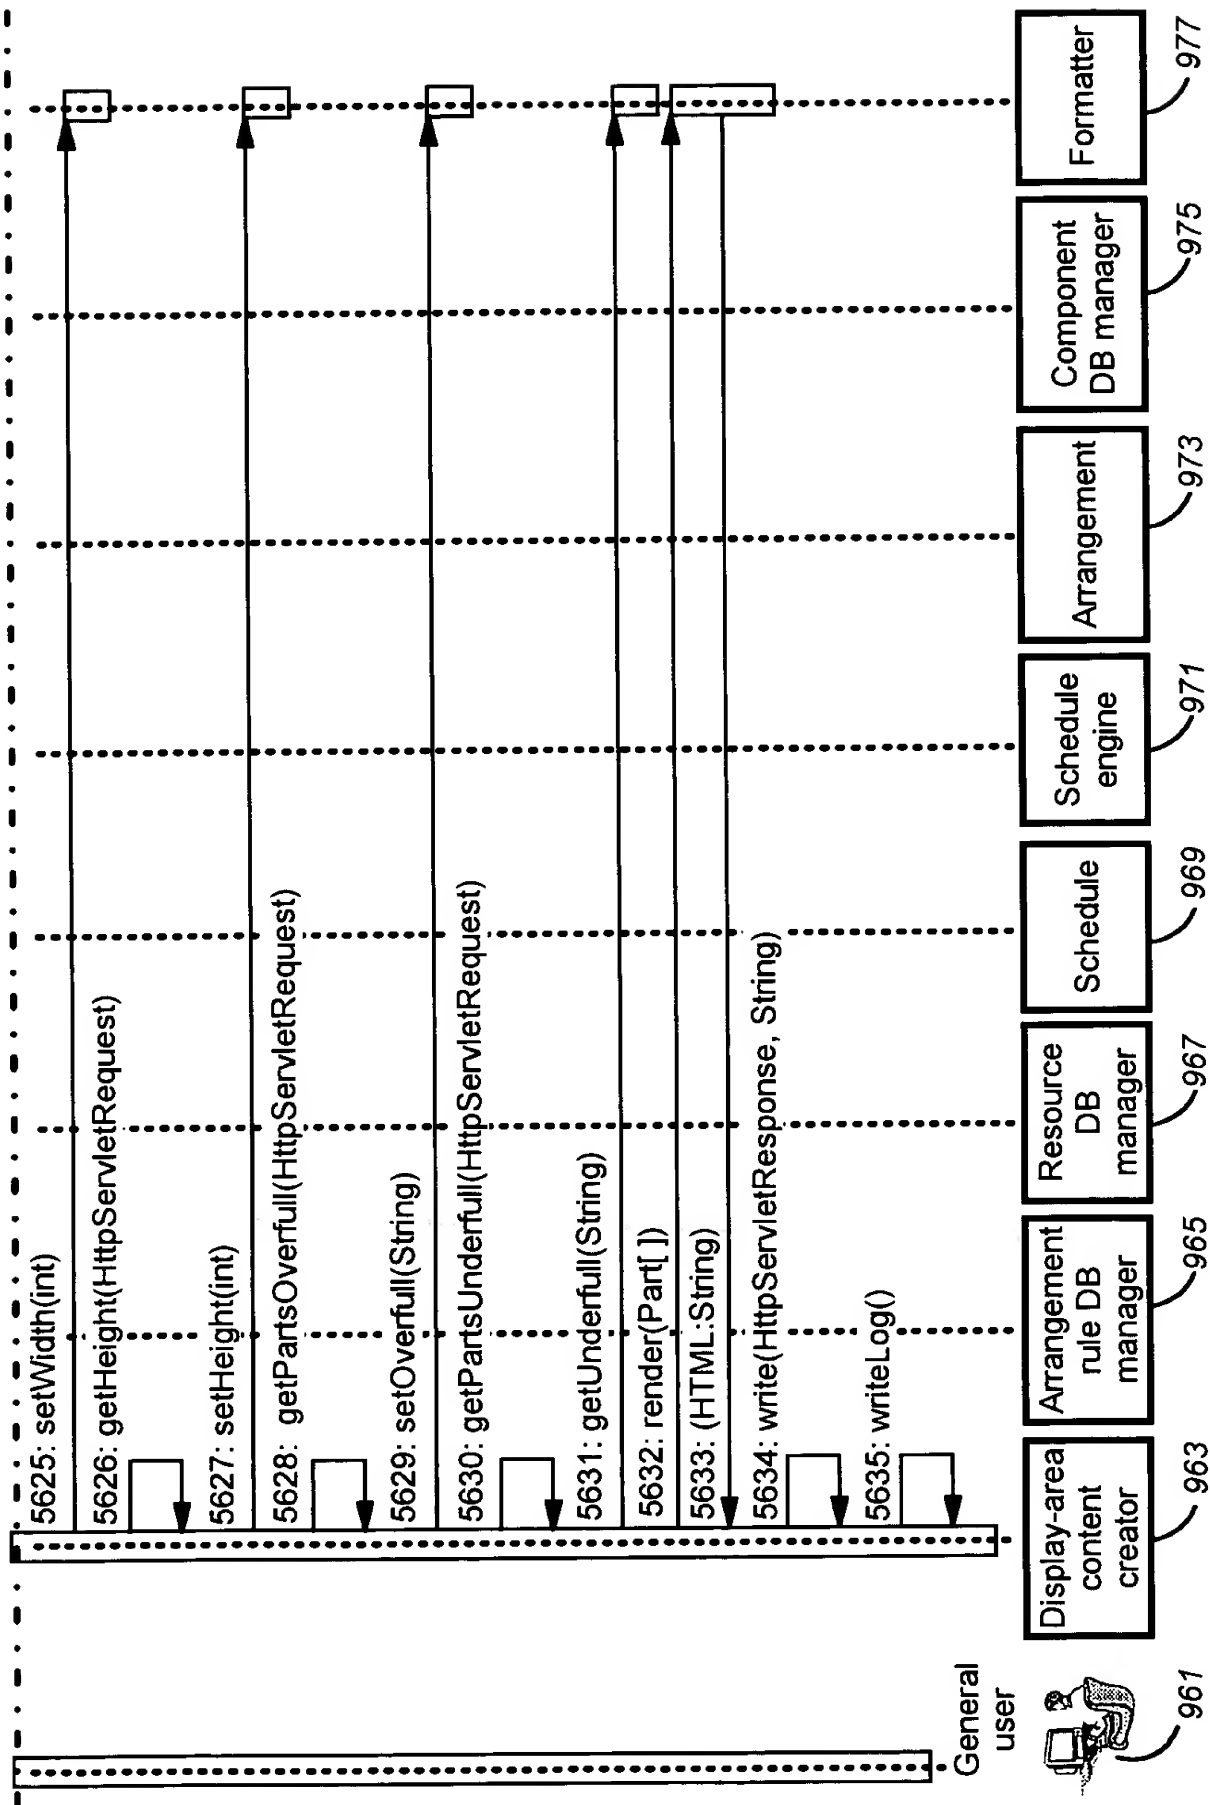 5625: setWidth(int)
5626: getHeight(HttpServletRequest)
5627: setHeight(int)
5628: getPartsOverfull(HttpServletRequest)
5629: setOverfull(String)
5630: getPartsUnderfull(HttpServletRequest)
5631: getUnderfull(String)
5632: render(Part[ ])
5633: (HTML:String)
5634: write(HttpServletResponse, String)
5635: writeLog()
General
user
961
Display-area
content
creator
963
Arrangement
rule DB
manager
965
Resource
DB
manager
967
Schedule
969
Schedule
engine
971
Arrangement
973
Component
DB manager
975
Formatter
977